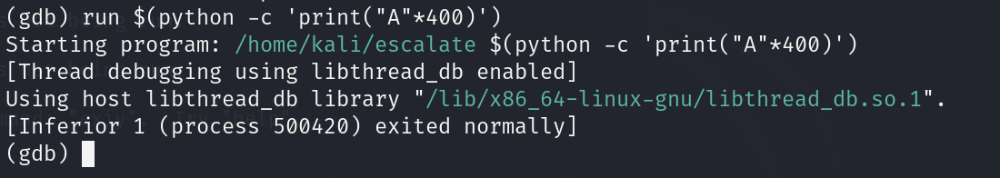 (gdb) run $(python -c 'print("A"*400)')
Starting program: /home/kali/escalate $(python -c 'print("A"*400)')
[Thread debugging using libthread_db enabled]
Using host libthread_db library "/lib/x86_64-linux-gnu/libthread_db.so.1".
[Inferior 1 (process 500420) exited normally]
(gdb)